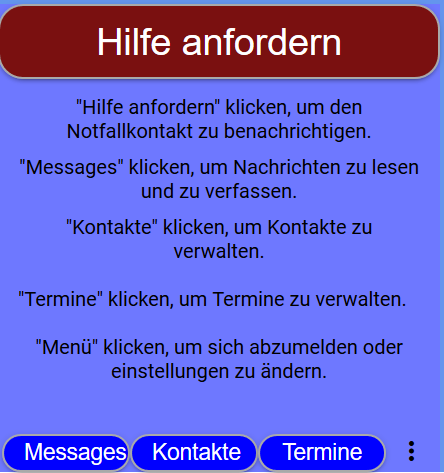 Hilfe anfordern
"Hilfe anfordern" klicken, um den
Notfallkontakt zu benachrichtigen.
"Messages" klicken, um Nachrichten zu lesen
und zu verfassen.
"Kontakte" klicken, um Kontakte zu
verwalten.
"Termine" klicken, um Termine zu verwalten.
"Menü" klicken, um sich abzumelden oder
einstellungen zu ändern.
Messages Kontakte Termine